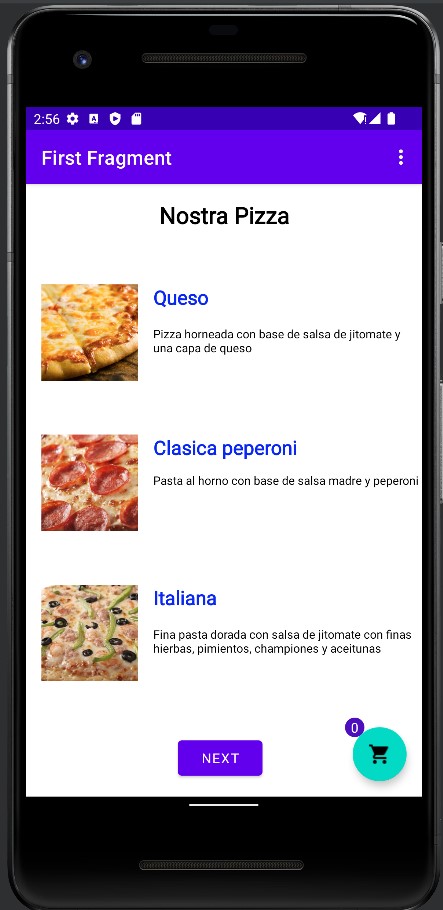 2:56
First Fragment
Nostra Pizza
Queso
Pizza horneada con base de salsa de jitomate y
una capa de queso
Clasica peperoni
Pasta al horno con base de salsa madre y peperoni
Italiana
Fina pasta dorada con salsa de jitomate con finas
hierbas, pimientos, championes y aceitunas
0
NEXT